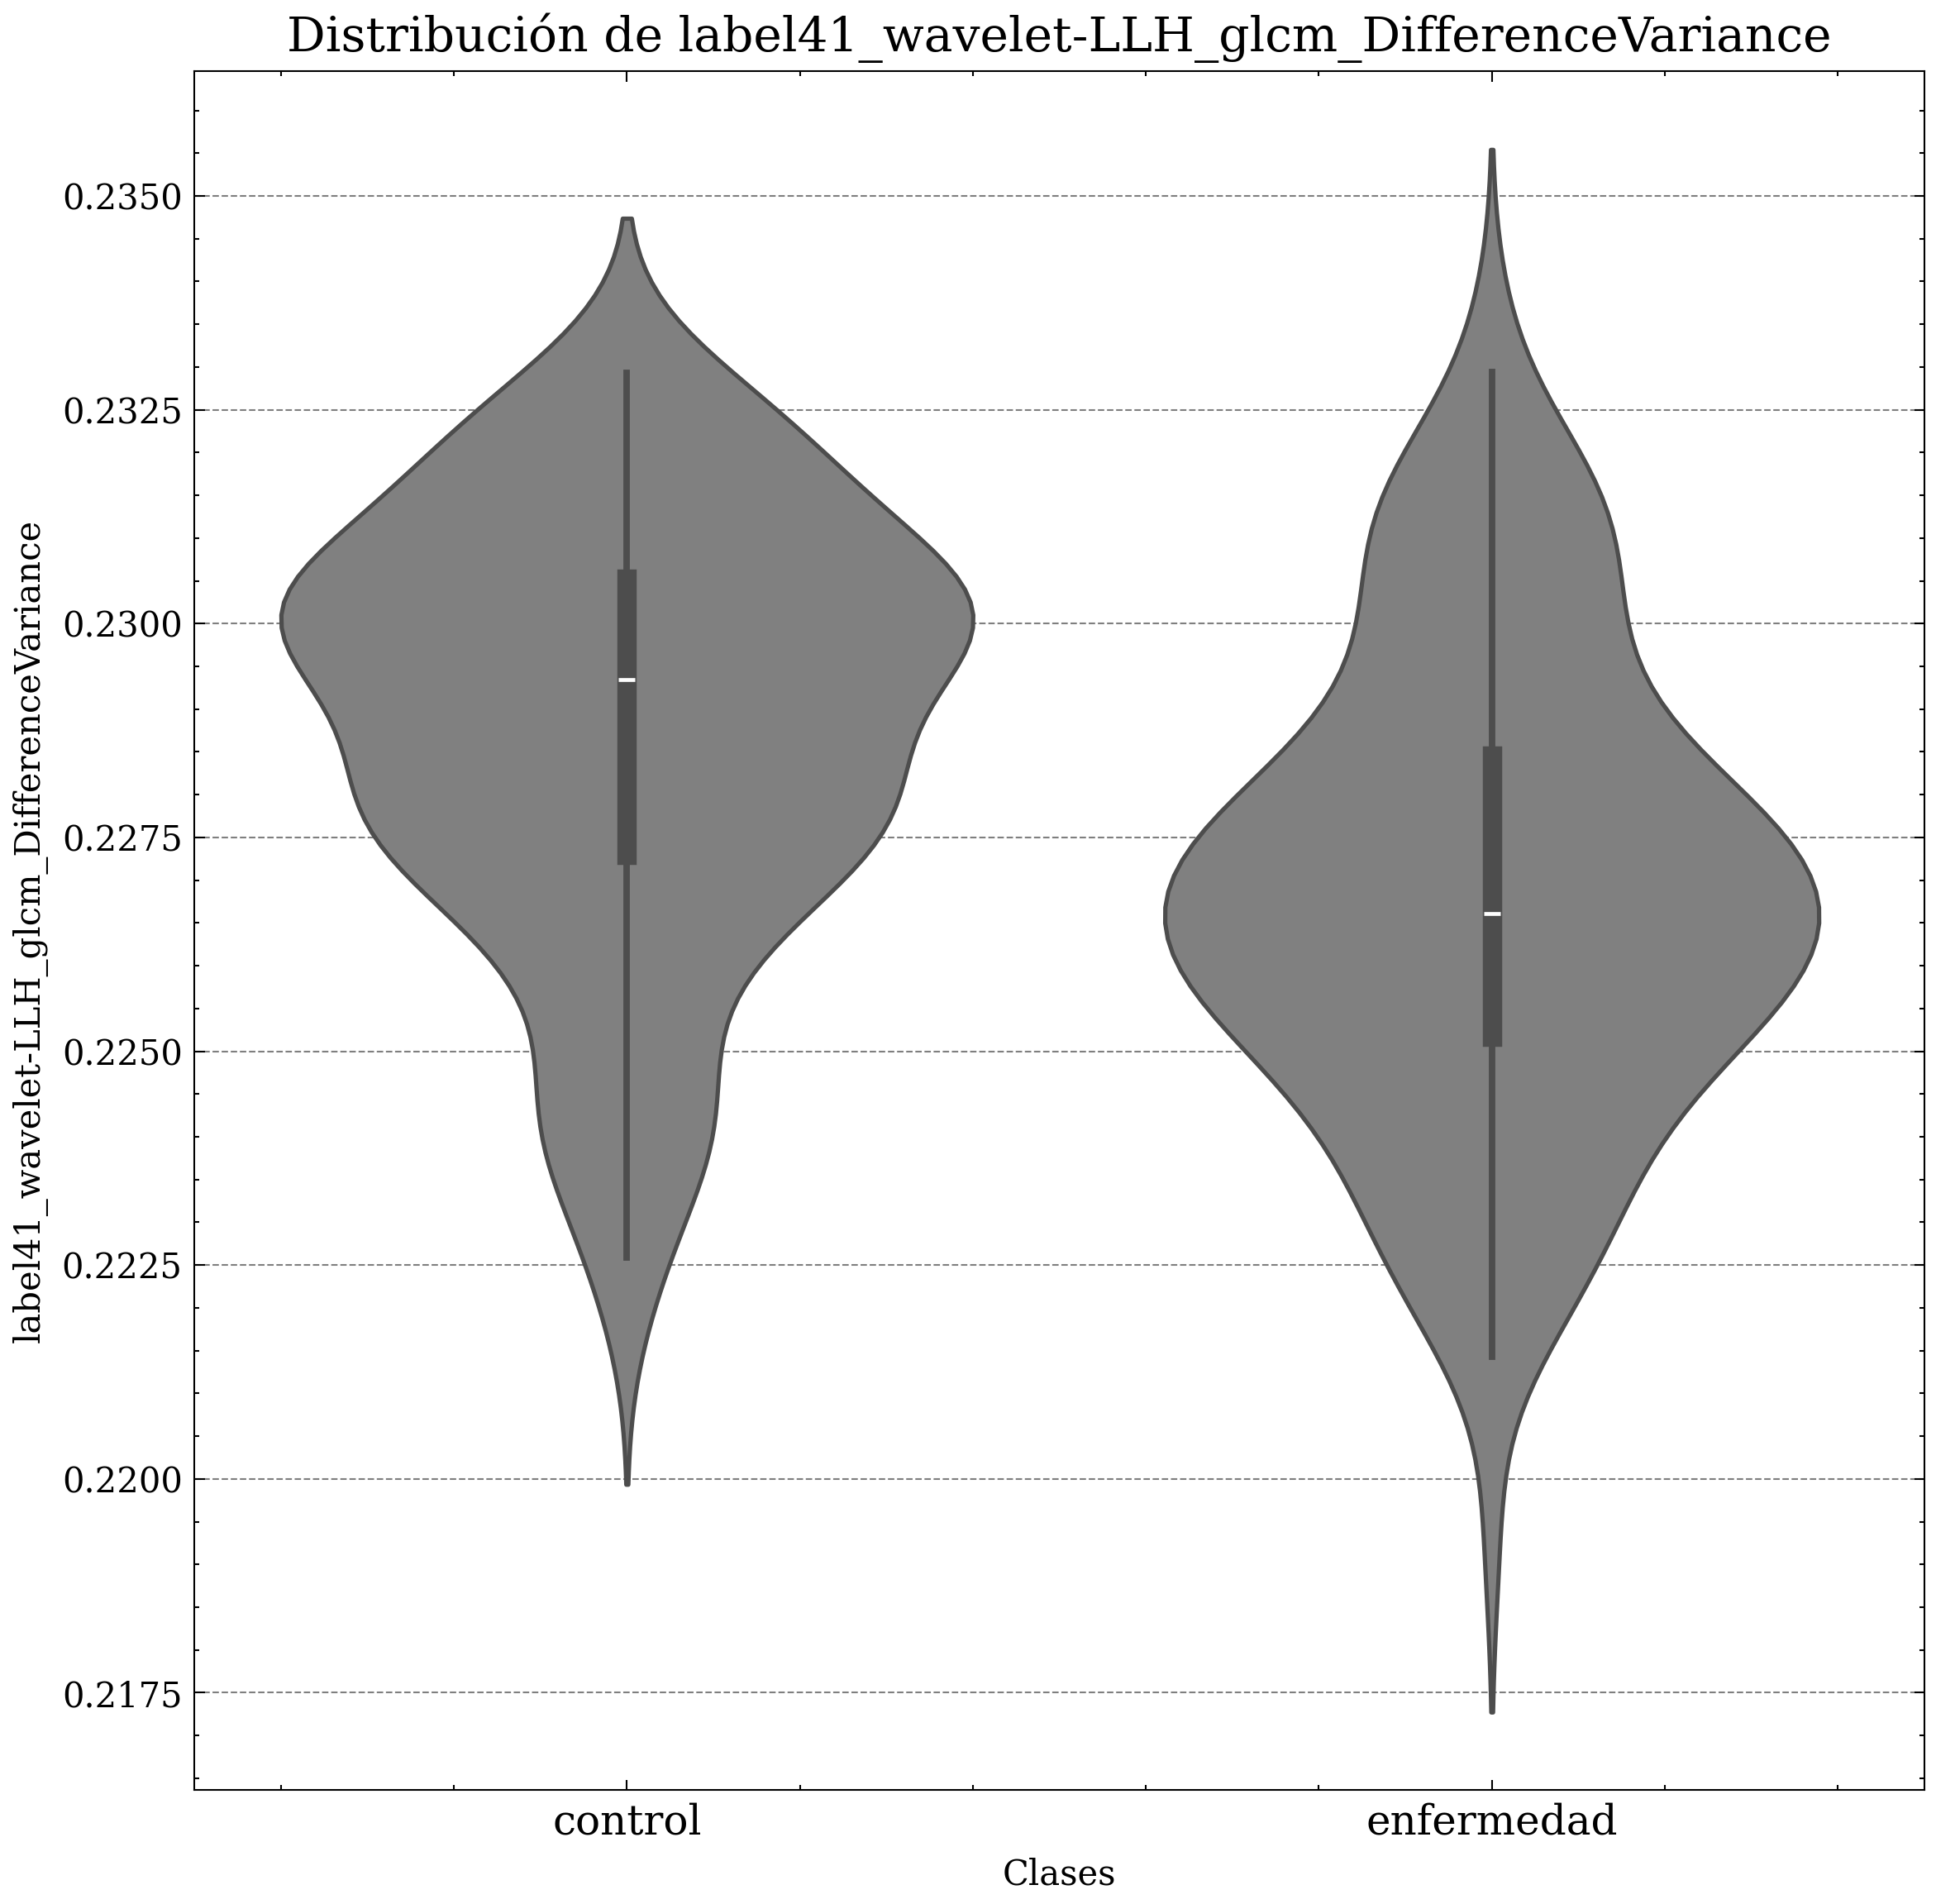 Distribución de label41_wavelet-LLH_glcm_DifferenceVariance
label41_wavelet-LLH_glcm_DifferenceVariance
0.2350
0.2325
0.2300
0.2275
0.2250
0.2225
0.2200
0.2175
control
enfermedad
Clases